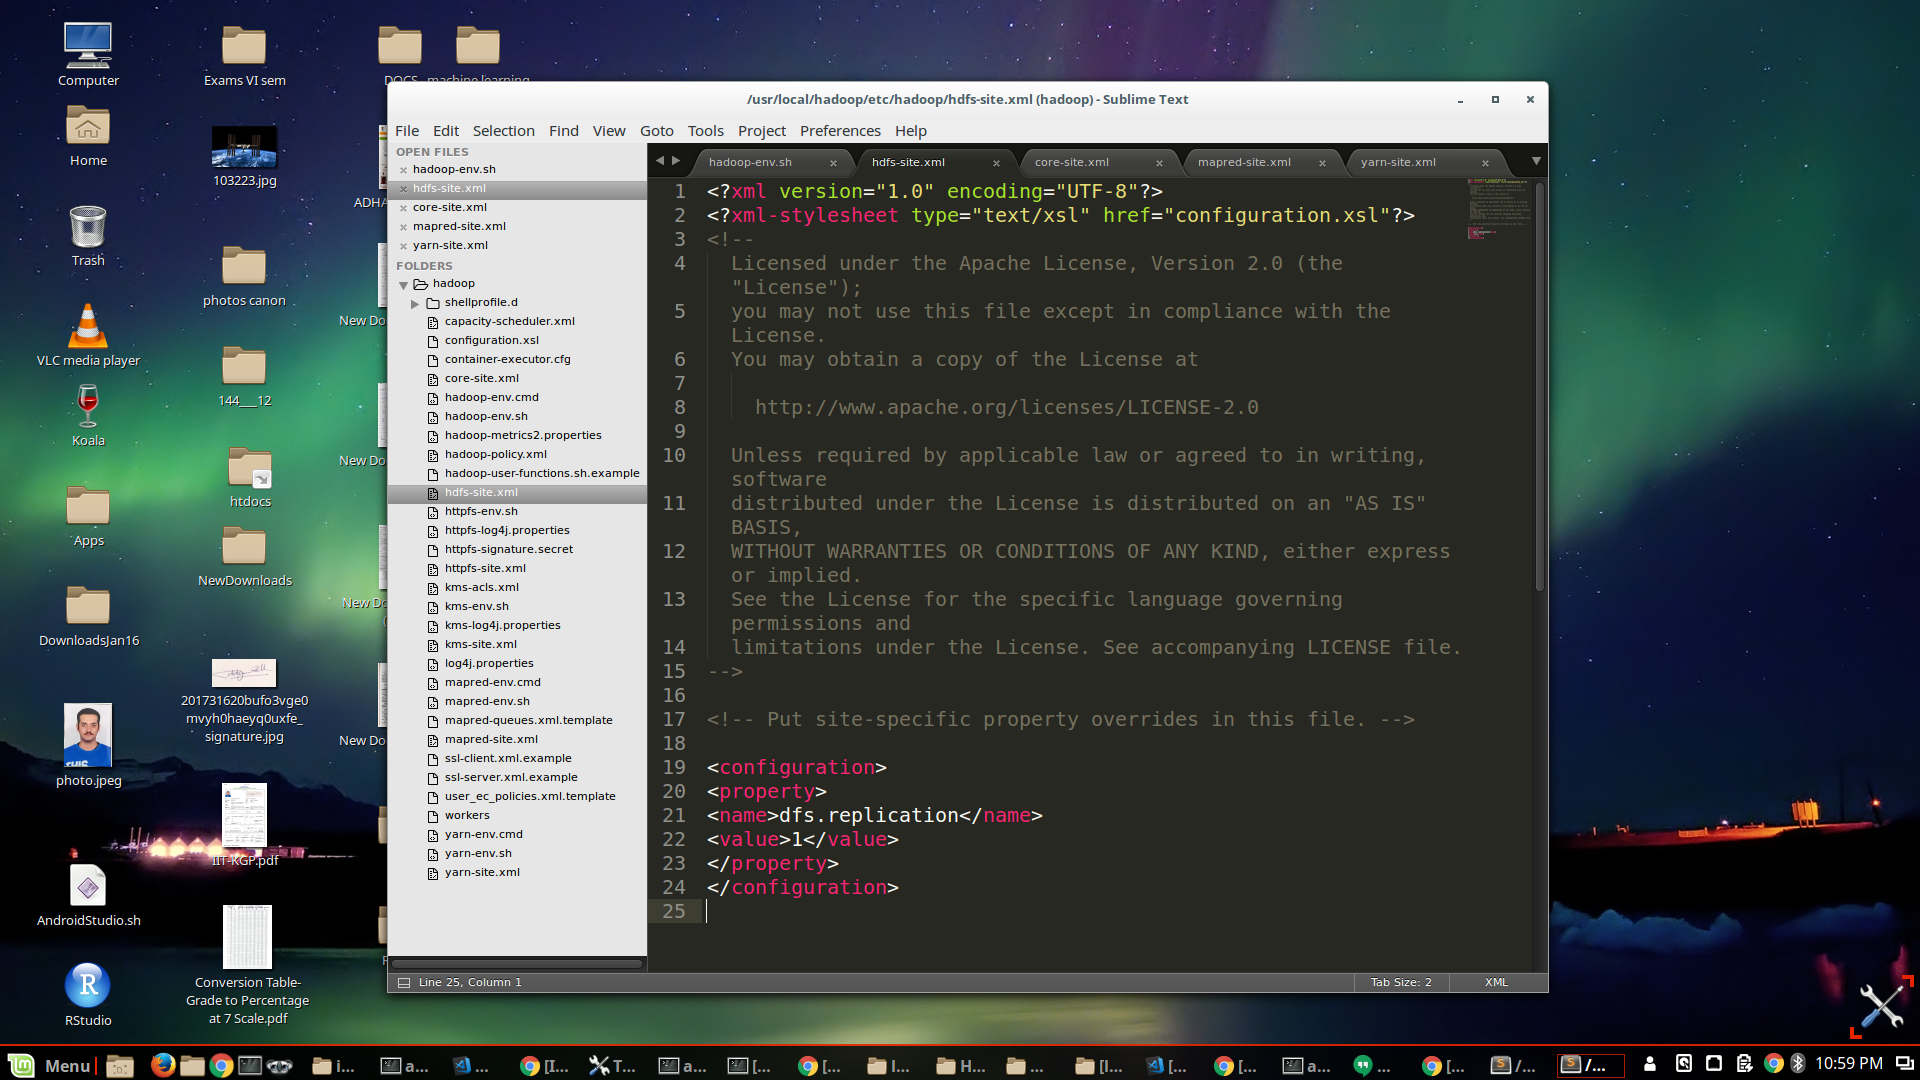 Computer
Exams VI sem
DOCS
machine learning
Home
103223.jpg
ADHA
Trash
photos canon
New Do
VLC media player
144___12
Koala
htdocs
New Do
Apps
NewDownloads
New Do
DownloadsJan16
201731620bufo3vge0
mvyh0haeyq0uxfe_
signature.jpg
New Do
THIS
photo.jpeg
IIT-KGP.pdf
AndroidStudio.sh
R
RStudio
Conversion Table-
Grade to Percentage
at 7 Scale.pdf
/usr/local/hadoop/etc/hadoop/hdfs-site.xml (hadoop) - Sublime Text
File Edit Selection Find View Goto Tools Project Preferences Help
OPEN FILES
hadoop-env.sh
hdfs-site.xml
core-site.xml
mapred-site.xml
yarn-site.xml
FOLDERS
hadoop
shellprofile.d
capacity-scheduler.xml
configuration.xsl
container-executor.cfg
core-site.xml
hadoop-env.cmd
hadoop-env.sh
hadoop-metrics2.properties
hadoop-policy.xml
hadoop-user-functions.sh.example
hdfs-site.xml
httpfs-env.sh
httpfs-log4j.properties
httpfs-signature.secret
httpfs-site.xml
kms-acls.xml
kms-env.sh
kms-log4j.properties
kms-site.xml
log4j.properties
mapred-env.cmd
mapred-env.sh
mapred-queues.xml.template
mapred-site.xml
ssl-client.xml.example
ssl-server.xml.example
user_ec_policies.xml.template
workers
yarn-env.cmd
yarn-env.sh
yarn-site.xml
hadoop-env.sh hdfs-site.xml core-site.xml mapred-site.xml yarn-site.xml
1 <?xml version="1.0" encoding="UTF-8"?>
2 <?xml-stylesheet type="text/xsl" href="configuration.xsl"?>
3 <!--
4 Licensed under the Apache License, Version 2.0 (the
"License");
5 you may not use this file except in compliance with the
License.
6 You may obtain a copy of the License at
7
8 http://www.apache.org/licenses/LICENSE-2.0
9
10 Unless required by applicable law or agreed to in writing,
software
11 distributed under the License is distributed on an "AS IS"
BASIS,
12 WITHOUT WARRANTIES OR CONDITIONS OF ANY KIND, either express
or implied.
13 See the License for the specific language governing
permissions and
14 limitations under the License. See accompanying LICENSE file.
15 -->
16
17 <!-- Put site-specific property overrides in this file. -->
18
19 <configuration>
20 <property>
21 <name>dfs.replication</name>
22 <value>1</value>
23 </property>
24 </configuration>
25
Line 25, Column 1
Tab Size: 2
XML
Menu i... a... ... [I... T... a... [... [... I... H... ... [I... [... [... a... ... [... /... /... 10:59 PM